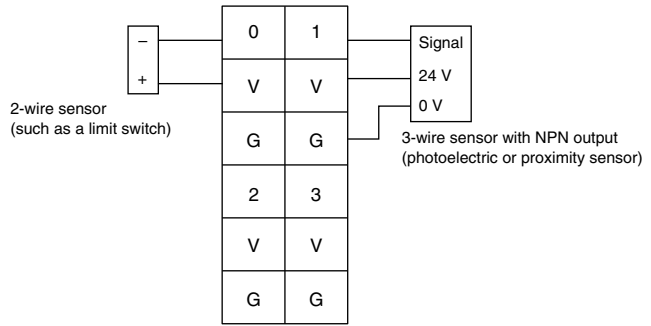 –
+
2-wire sensor
(such as a limit switch)
0 1
V V
G G
2 3
V V
G G
Signal
24 V
0 V
3-wire sensor with NPN output
(photoelectric or proximity sensor)